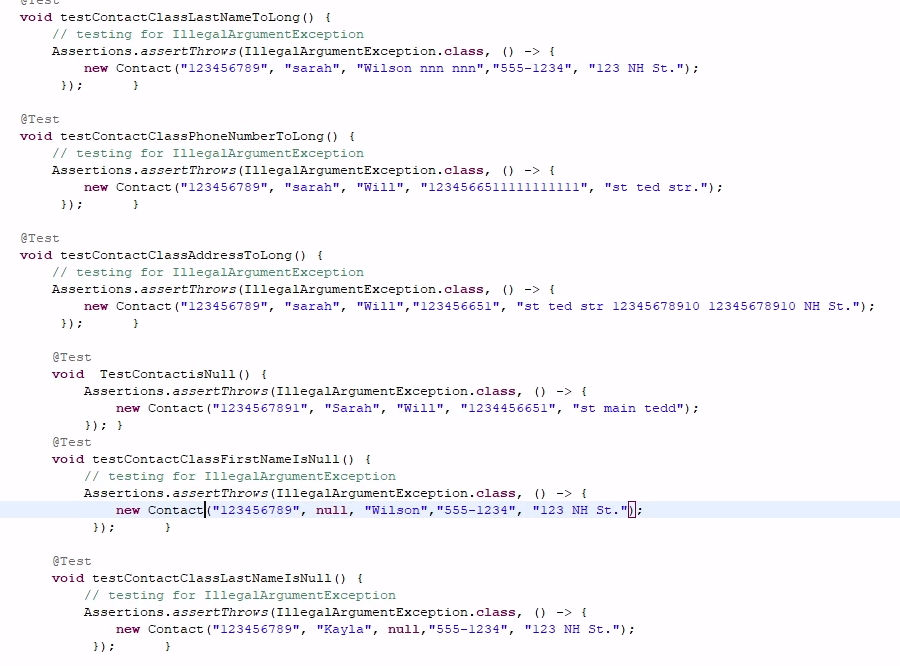 @Test
void testContactClassLastNameToLong() {
// testing for IllegalArgumentException
Assertions.assertThrows(IllegalArgumentException.class, () -> {
new Contact("123456789", "sarah", "Wilson nnn nnn","555-1234", "123 NH St.");
}); }
@Test
void testContactClassPhoneNumberToLong() {
// testing for IllegalArgumentException
Assertions.assertThrows(IllegalArgumentException.class, () -> {
new Contact("123456789", "sarah", "Will", "1234566511111111111", "st ted str.");
}); }
@Test
void testContactClassAddressToLong() {
// testing for IllegalArgumentException
Assertions.assertThrows(IllegalArgumentException.class, () -> {
new Contact("123456789", "sarah", "Will","123456651", "st ted str 12345678910 12345678910 NH St.");
}); }
@Test
void  TestContactisNull() {
Assertions.assertThrows(IllegalArgumentException.class, () -> {
new Contact("1234567891", "Sarah", "Will", "1234456651", "st main tedd");
}); }
@Test
void testContactClassFirstNameIsNull() {
// testing for IllegalArgumentException
Assertions.assertThrows(IllegalArgumentException.class, () -> {
new Contact("123456789", null, "Wilson","555-1234", "123 NH St.");
}); }
@Test
void testContactClassLastNameIsNull() {
// testing for IllegalArgumentException
Assertions.assertThrows(IllegalArgumentException.class, () -> {
new Contact("123456789", "Kayla", null,"555-1234", "123 NH St.");
}); }